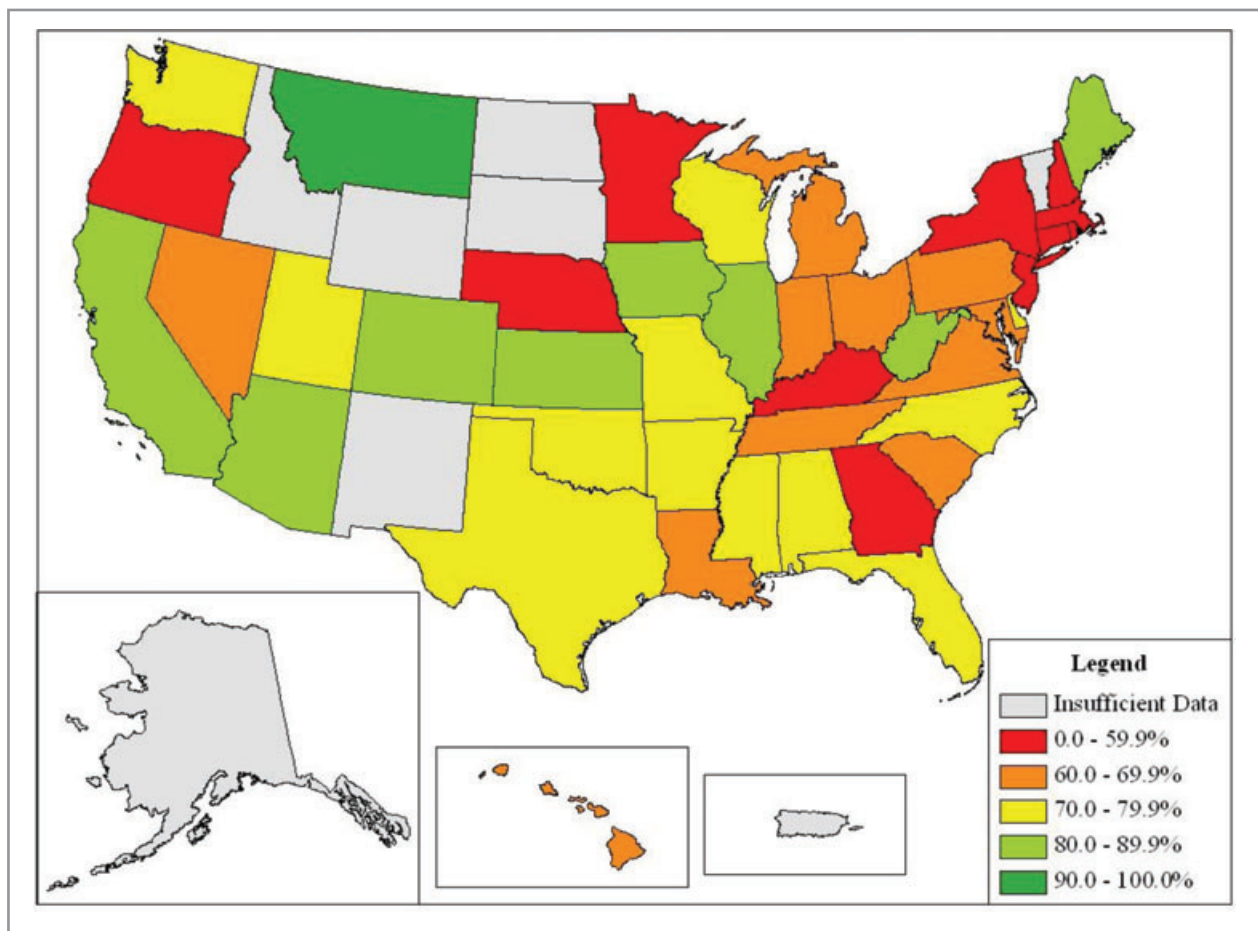 Legend
Insufficient Data
0.0 - 59.9%
60.0 - 69.9%
70.0 - 79.9%
80.0 - 89.9%
90.0 - 100.0%